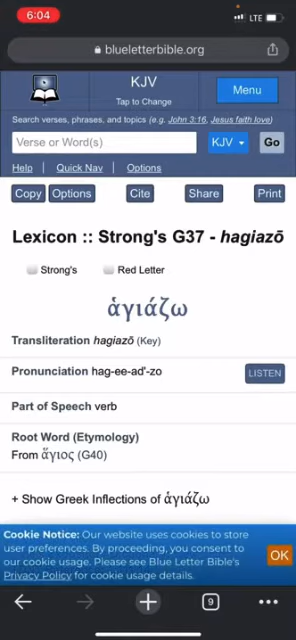 6:04
LTE
blueletterbible.org
KJV
Tap to Change
Menu
Search verses, phrases, and topics (e.g. John 3:16, Jesus faith love)
Verse or Word(s)
KJV
Go
Help | Quick Nav | Options
Copy Options Cite Share Print
Lexicon :: Strong's G37 - hagiazō
Strong's Red Letter
ἁγιάζω
Transliteration hagiazō (Key)
Pronunciation hag-ee-ad'-zo
LISTEN
Part of Speech verb
Root Word (Etymology)
From ἅγιος (G40)
+ Show Greek Inflections of ἁγιάζω
Cookie Notice: Our website uses cookies to store
user preferences. By proceeding, you consent to
our cookie usage. Please see Blue Letter Bible's
Privacy Policy for cookie usage details.
OK
9